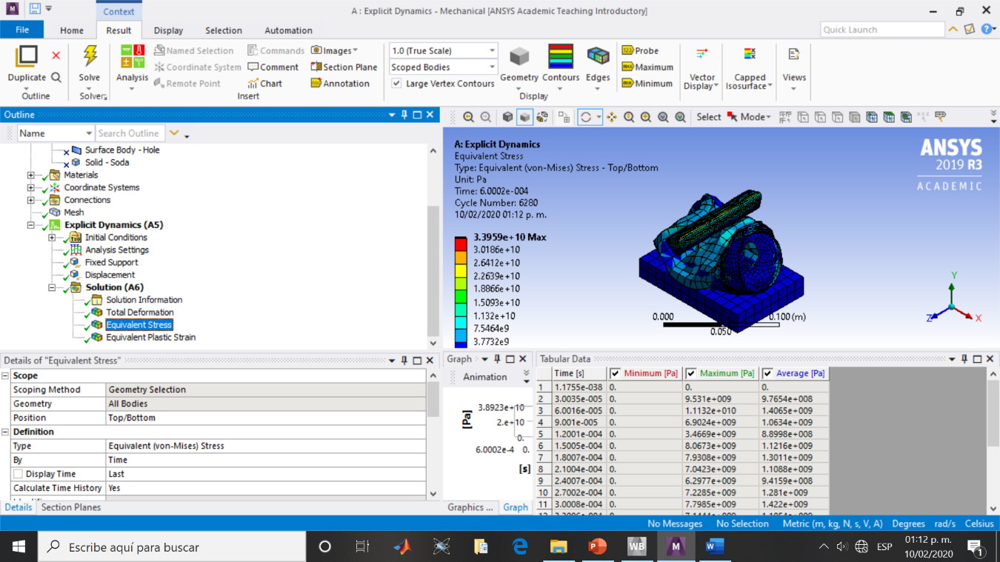 A : Explicit Dynamics - Mechanical [ANSYS Academic Teaching Introductory]
Context
File Home Result Display Selection Automation
Quick Launch
Duplicate
Outline
Solve
Solver
Analysis
Named Selection
Coordinate System
Remote Point
Commands
Comment
Chart
Images
Section Plane
Annotation
Insert
1.0 (True Scale)
Scoped Bodies
Large Vertex Contours
Geometry Contours Edges
Display
Probe
Maximum
Minimum
Vector
Display
Capped
Isosurface
Views
Outline
Name Search Outline
Surface Body - Hole
Solid - Soda
Materials
Coordinate Systems
Connections
Mesh
Explicit Dynamics (A5)
Initial Conditions
Analysis Settings
Fixed Support
Displacement
Solution (A6)
Solution Information
Total Deformation
Equivalent Stress
Equivalent Plastic Strain
Select Mode
A: Explicit Dynamics
Equivalent Stress
Type: Equivalent (von-Mises) Stress - Top/Bottom
Unit: Pa
Time: 6.0002e-004
Cycle Number: 6280
10/02/2020 01:12 p. m.
3.3959e+10 Max
3.0186e+10
2.6412e+10
2.2639e+10
1.8866e+10
1.5093e+10
1.132e+10
7.5464e9
3.7732e9
ANSYS
2019 R3
ACADEMIC
0.000 0.100 (m)
0.050
Y
Z X
Details of "Equivalent Stress"
Scope
Scoping Method Geometry Selection
Geometry All Bodies
Position Top/Bottom
Definition
Type Equivalent (von-Mises) Stress
By Time
Display Time Last
Calculate Time History Yes
Details Section Planes
Graph
Animation
[Pa]
3.8923e+10
2.e+10
0.
6.0002e-4 0.
[s]
Graphics ... Graph
Tabular Data
Time [s] Minimum [Pa] Maximum [Pa] Average [Pa]
1 1.1755e-038 0. 0. 0.
2 3.0035e-005 0. 9.531e+009 9.7654e+008
3 6.0016e-005 0. 1.1132e+010 1.4065e+009
4 9.001e-005 0. 6.9024e+009 1.0634e+009
5 1.2001e-004 0. 3.4669e+009 8.8998e+008
6 1.5005e-004 0. 8.0673e+009 1.1216e+009
7 1.8007e-004 0. 7.9308e+009 1.3011e+009
8 2.1004e-004 0. 7.0423e+009 1.1088e+009
9 2.4007e-004 0. 6.2977e+009 9.4159e+008
10 2.7002e-004 0. 7.2285e+009 1.281e+009
11 3.0008e-004 0. 7.7985e+009 1.422e+009
No Messages No Selection Metric (m, kg, N, s, V, A) Degrees rad/s Celsius
Escribe aquí para buscar
WB
M
ESP
01:12 p. m.
10/02/2020
1